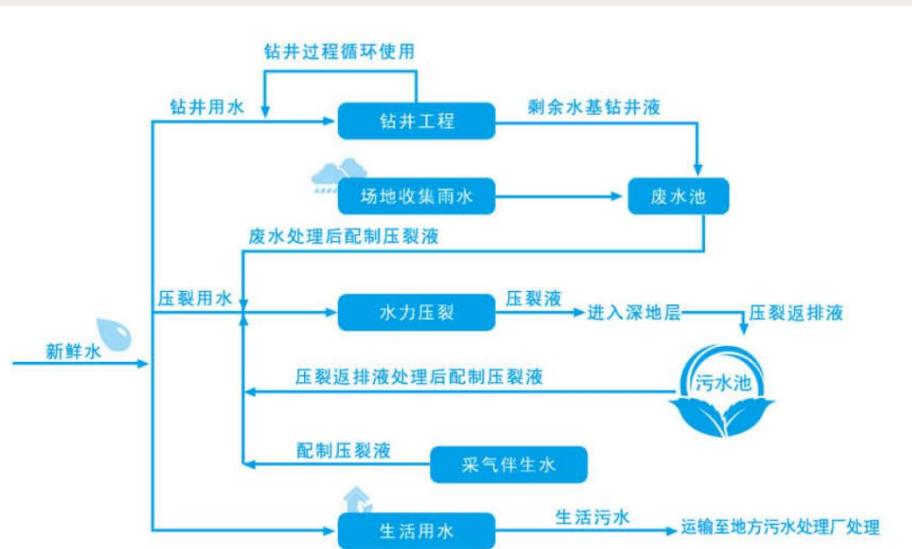 钻井过程循环使用
钻井用水
钻井工程
剩余水基钻井液
场地收集雨水
废水池
废水处理后配制压裂液
压裂用水
水力压裂
压裂液
进入深地层
压裂返排液
新鲜水
压裂返排液处理后配制压裂液
污水池
配制压裂液
采气伴生水
生活用水
生活污水
运输至地方污水处理厂处理